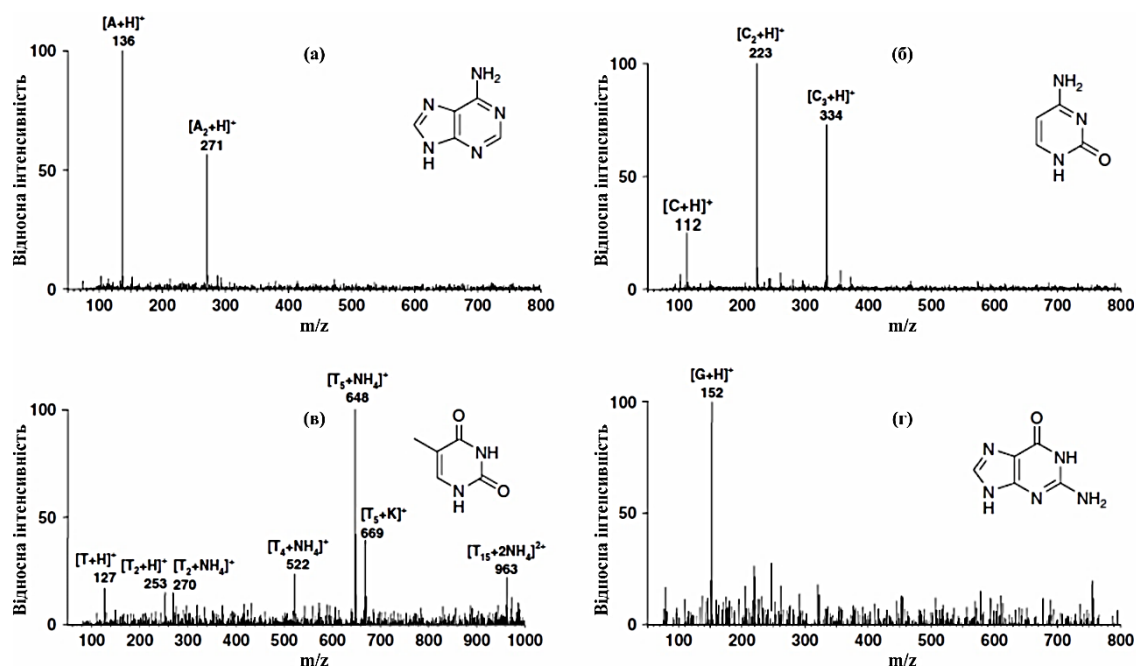 (а)
[A+H]⁺
136
[A₂+H]⁺
271
NH₂
N
N
N
H
N
Відносна інтенсивність
100
50
0
100 200 300 400 500 600 700 800
m/z
(б)
[C₂+H]⁺
223
[C₃+H]⁺
334
[C+H]⁺
112
NH₂
N
N
H
O
Відносна інтенсивність
100
50
0
100 200 300 400 500 600 700 800
m/z
(в)
[T₅+NH₄]⁺
648
[T₅+K]⁺
669
[T₄+NH₄]⁺
522
[T₁₅+2NH₄]²⁺
963
[T+H]⁺
127
[T₂+H]⁺
253
[T₂+NH₄]⁺
270
O
NH
N
H
O
Відносна інтенсивність
100
50
0
100 200 300 400 500 600 700 800 900 1000
m/z
(г)
[G+H]⁺
152
O
N
NH
N
H
N
NH₂
Відносна інтенсивність
100
50
0
100 200 300 400 500 600 700 800
m/z